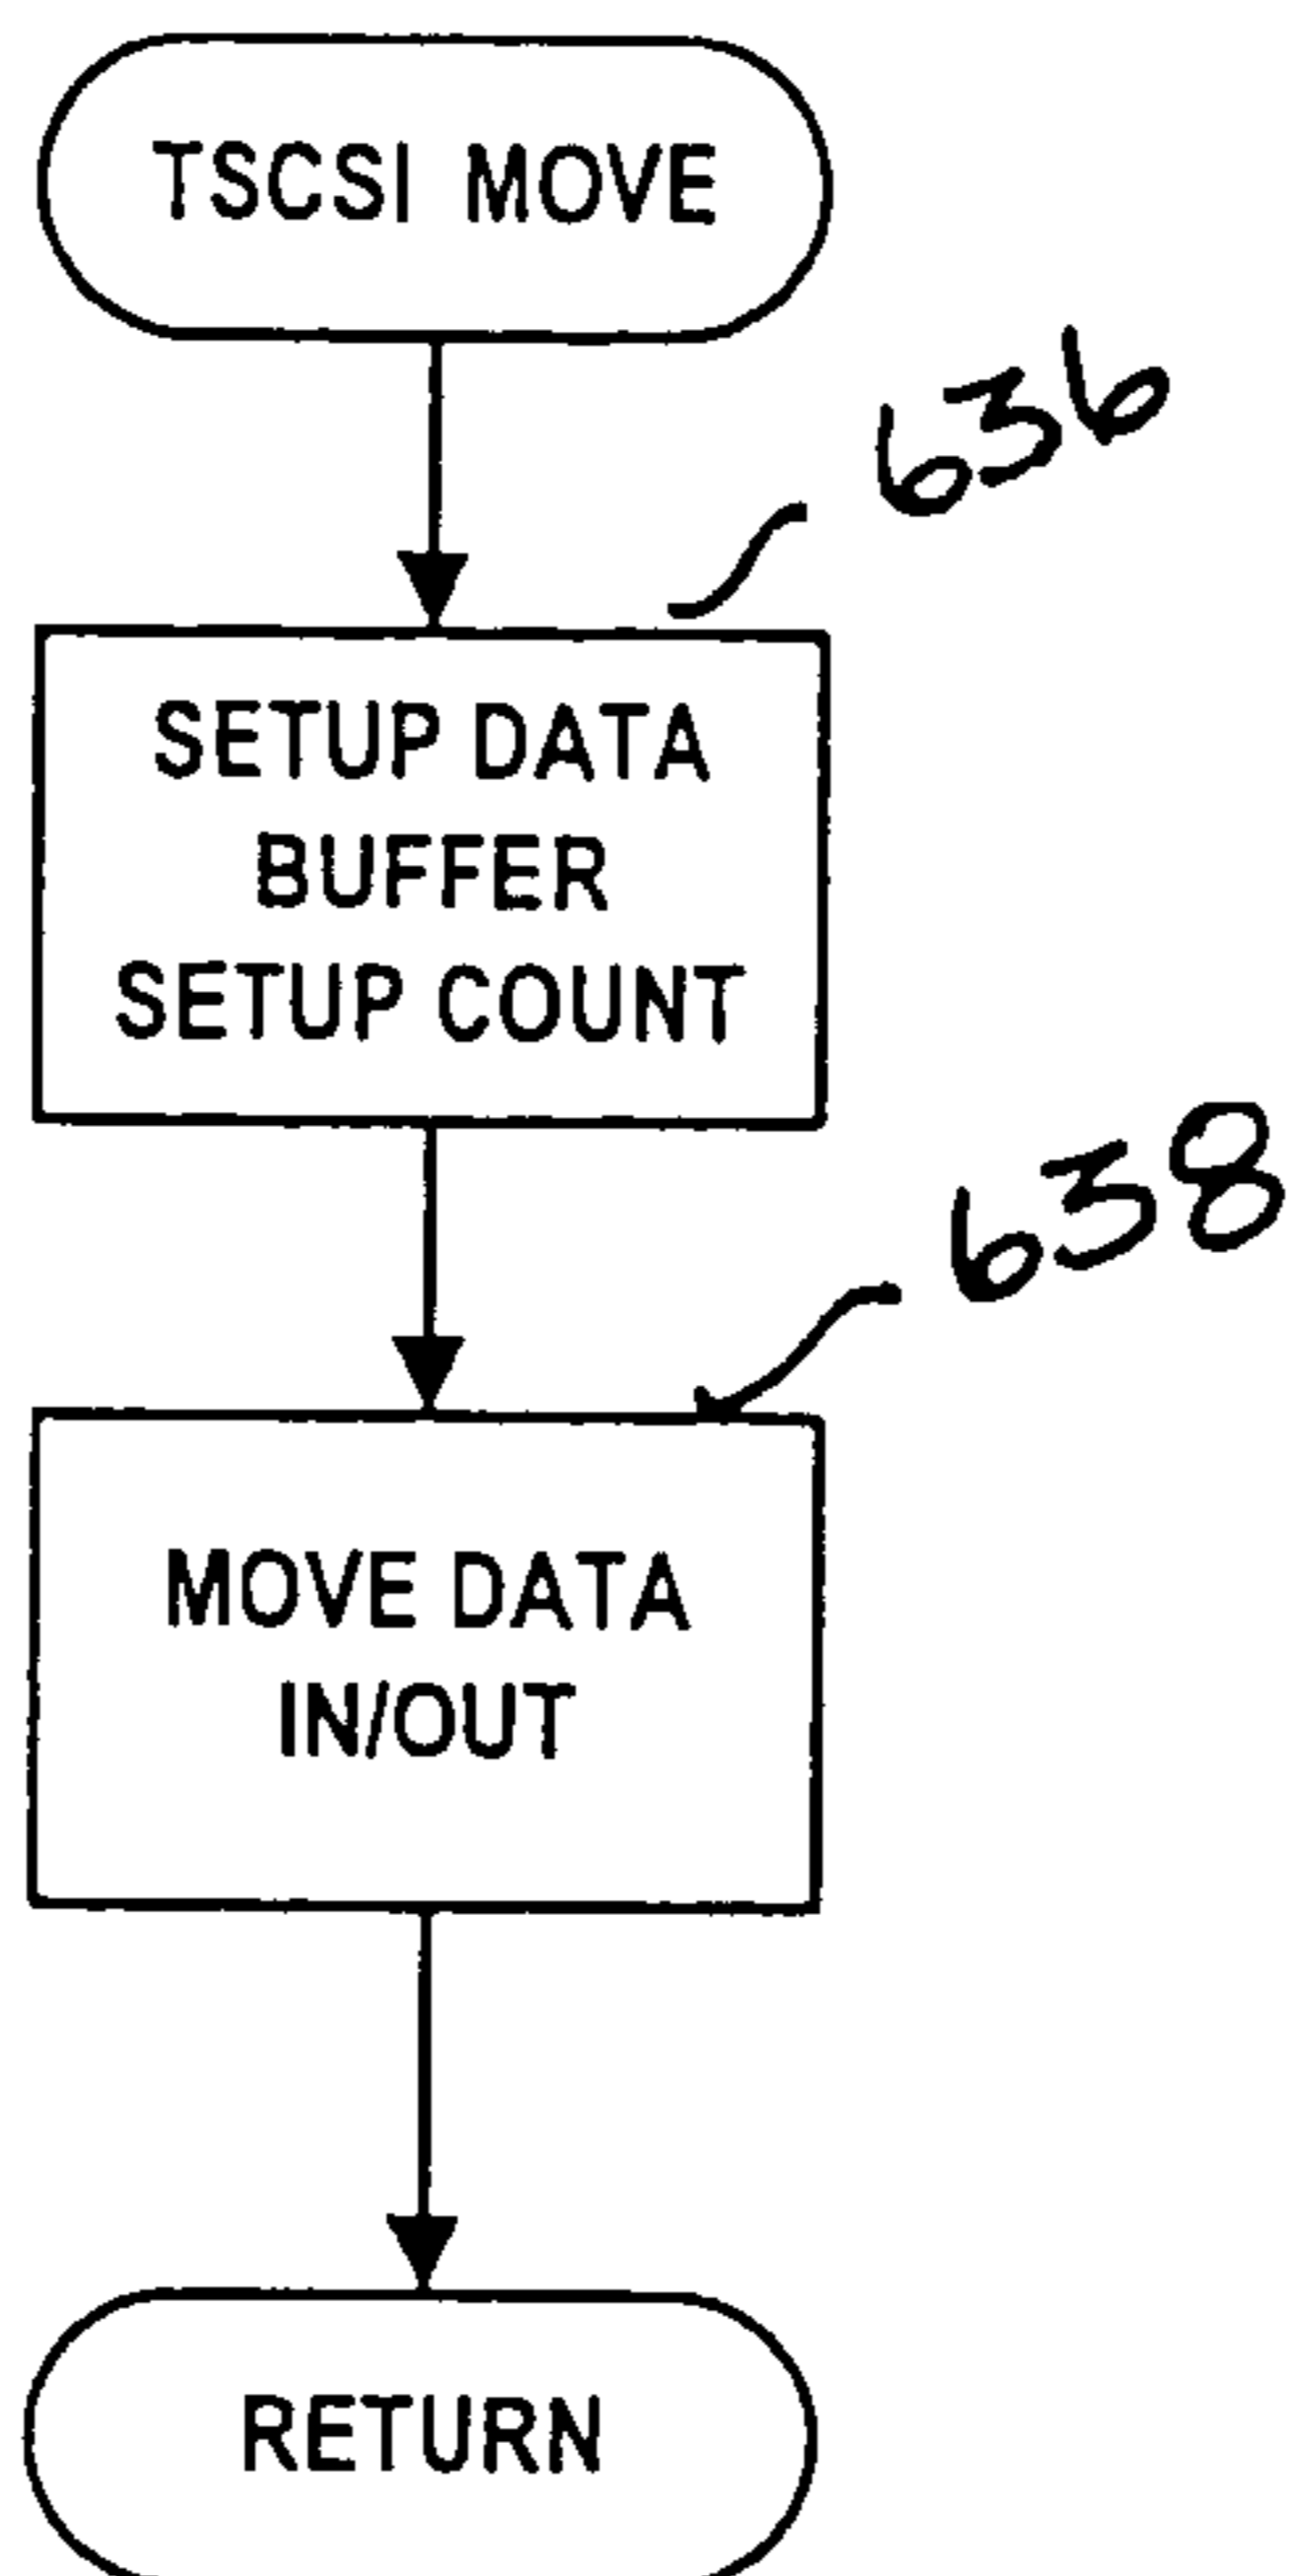 TSCSI MOVE
636
SETUP DATA
BUFFER
SETUP COUNT
638
MOVE DATA
IN/OUT
RETURN